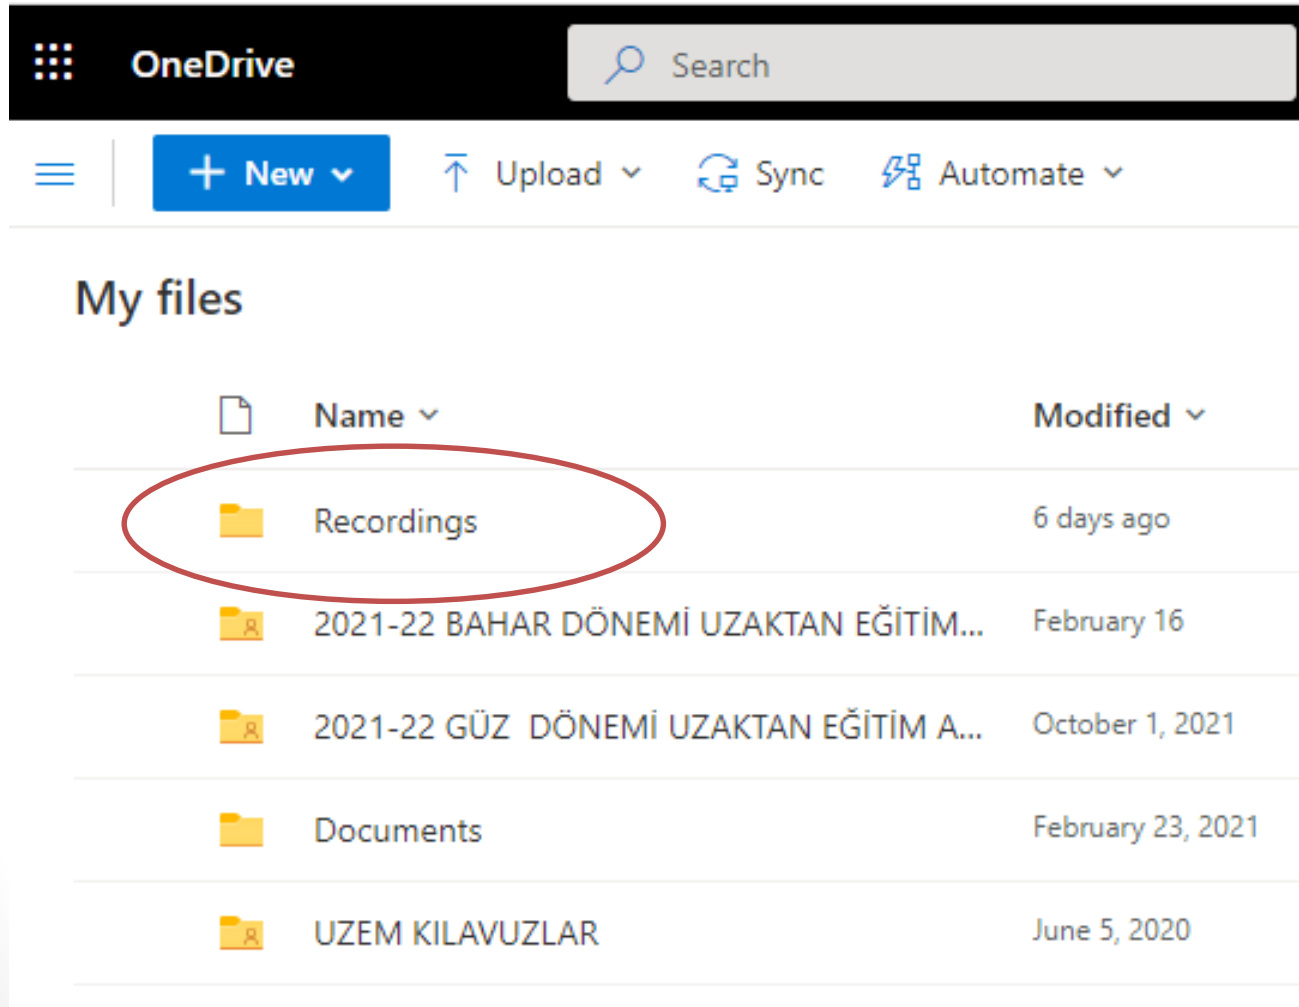 OneDrive
Search
New
Upload
Sync
Automate
My files
Name
Modified
Recordings
6 days ago
2021-22 BAHAR DÖNEMİ UZAKTAN EĞİTİM...
February 16
2021-22 GÜZ  DÖNEMİ UZAKTAN EĞİTİM A...
October 1, 2021
Documents
February 23, 2021
UZEM KILAVUZLAR
June 5, 2020